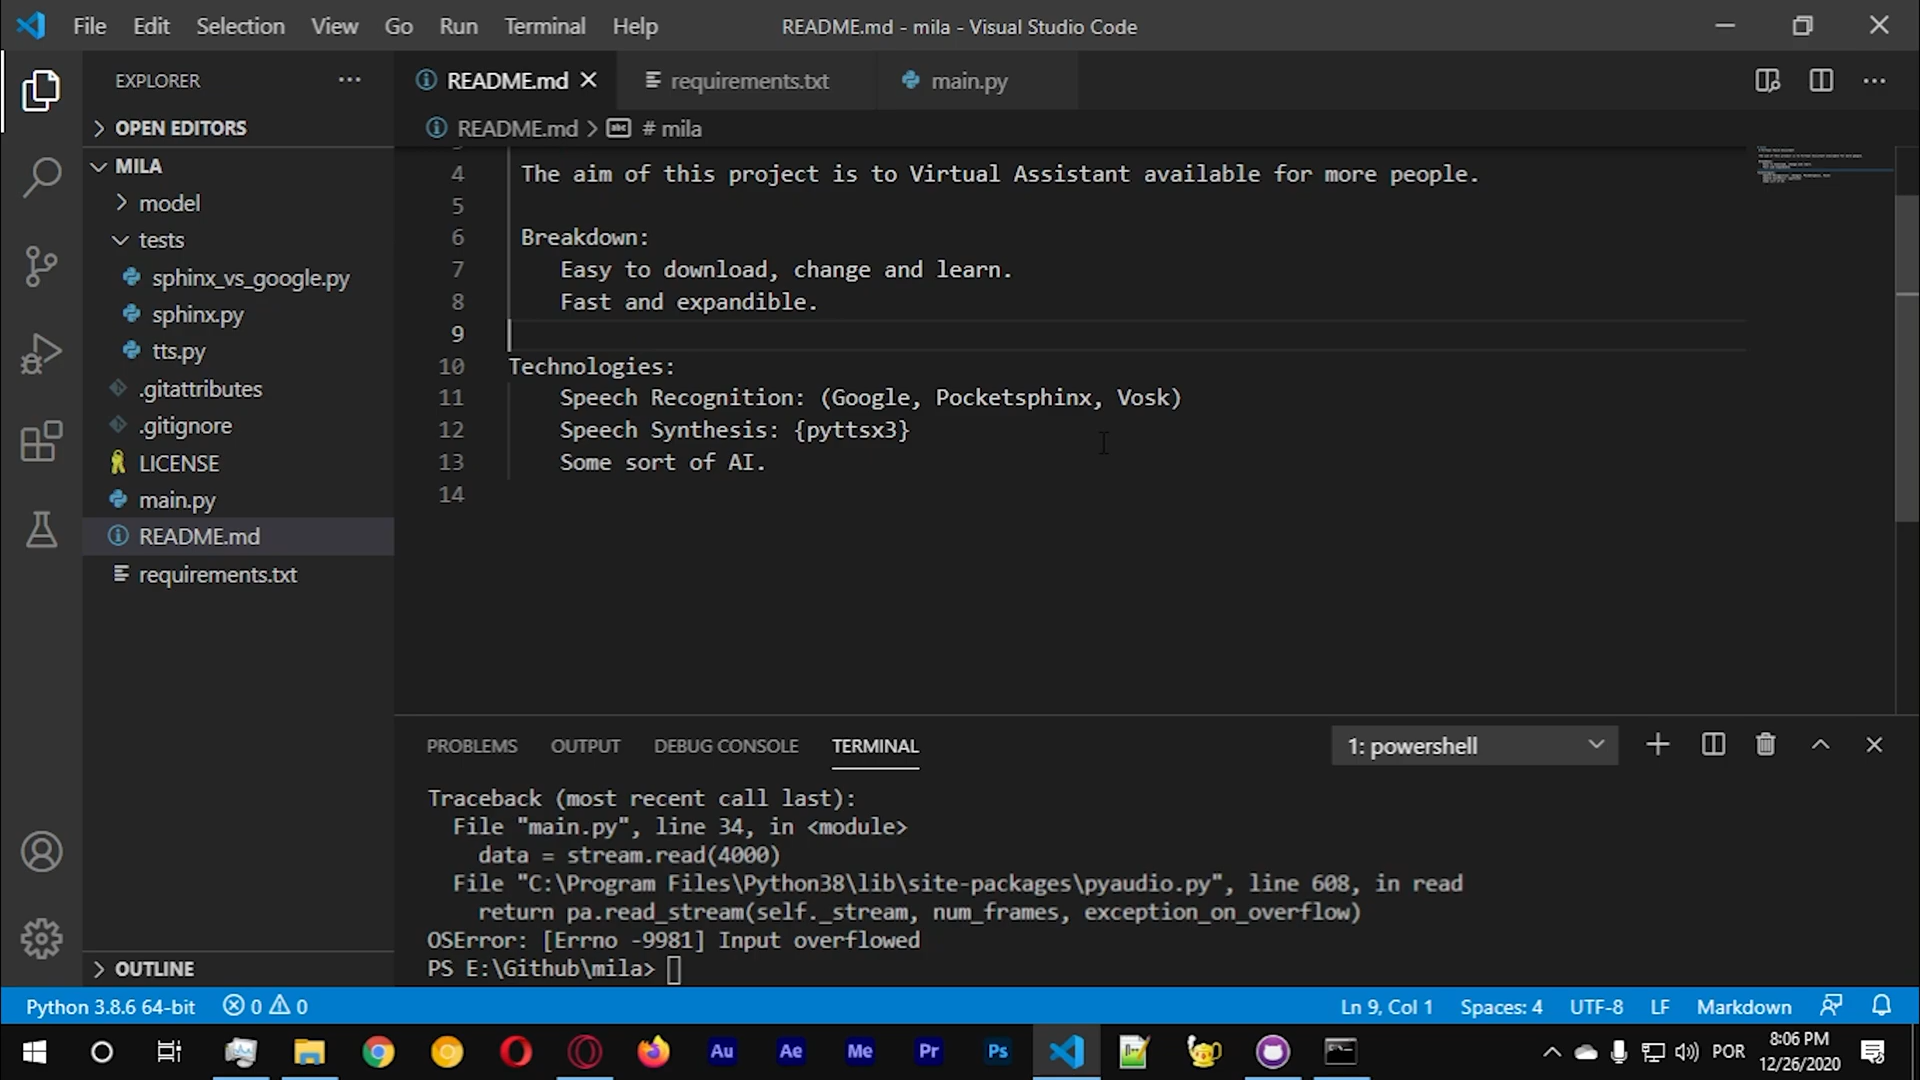 File Edit Selection View Go Run Terminal Help README.md - mila - Visual Studio Code
EXPLORER
OPEN EDITORS
MILA
model
tests
sphinx_vs_google.py
sphinx.py
tts.py
.gitattributes
.gitignore
LICENSE
main.py
README.md
requirements.txt
OUTLINE
README.md requirements.txt main.py
README.md > # mila
4 The aim of this project is to Virtual Assistant available for more people.
5
6 Breakdown:
7 Easy to download, change and learn.
8 Fast and expandible.
9
10 Technologies:
11 Speech Recognition: (Google, Pocketsphinx, Vosk)
12 Speech Synthesis: {pyttsx3}
13 Some sort of AI.
14
PROBLEMS OUTPUT DEBUG CONSOLE TERMINAL 1: powershell
Traceback (most recent call last):
File "main.py", line 34, in <module>
data = stream.read(4000)
File "C:\Program Files\Python38\lib\site-packages\pyaudio.py", line 608, in read
return pa.read_stream(self._stream, num_frames, exception_on_overflow)
OSError: [Errno -9981] Input overflowed
PS E:\Github\mila>
Python 3.8.6 64-bit 0 0 Ln 9, Col 1 Spaces: 4 UTF-8 LF Markdown
Au Ae Me Pr Ps POR 8:06 PM
12/26/2020